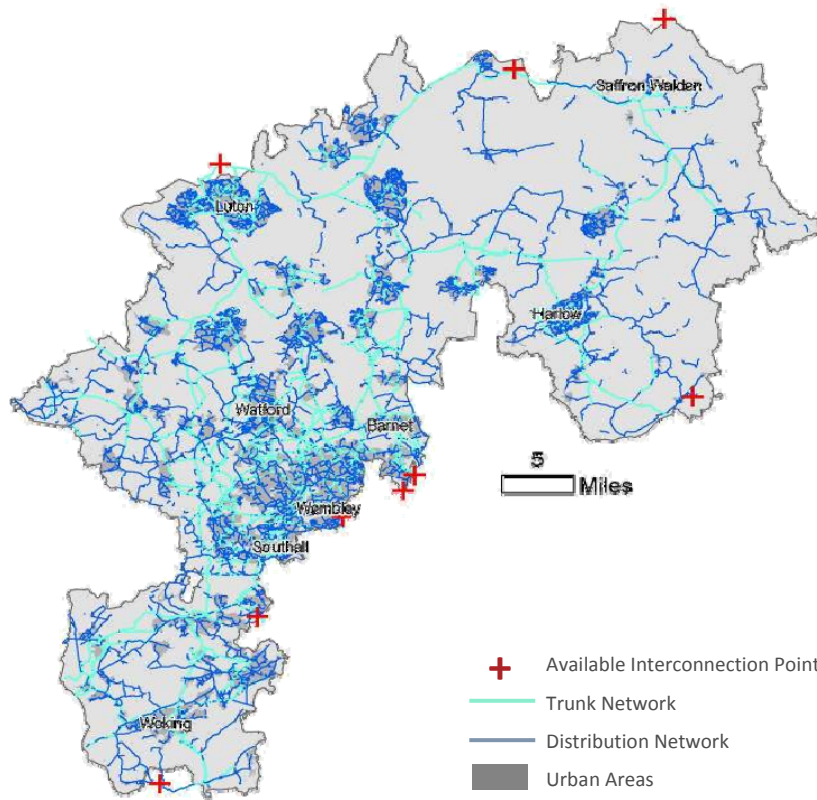 Saffron Walden
Luton
Harlow
Watford
Barnet
5
Miles
Wembley
Southall
Woking
Available Interconnection Point
Trunk Network
Distribution Network
Urban Areas